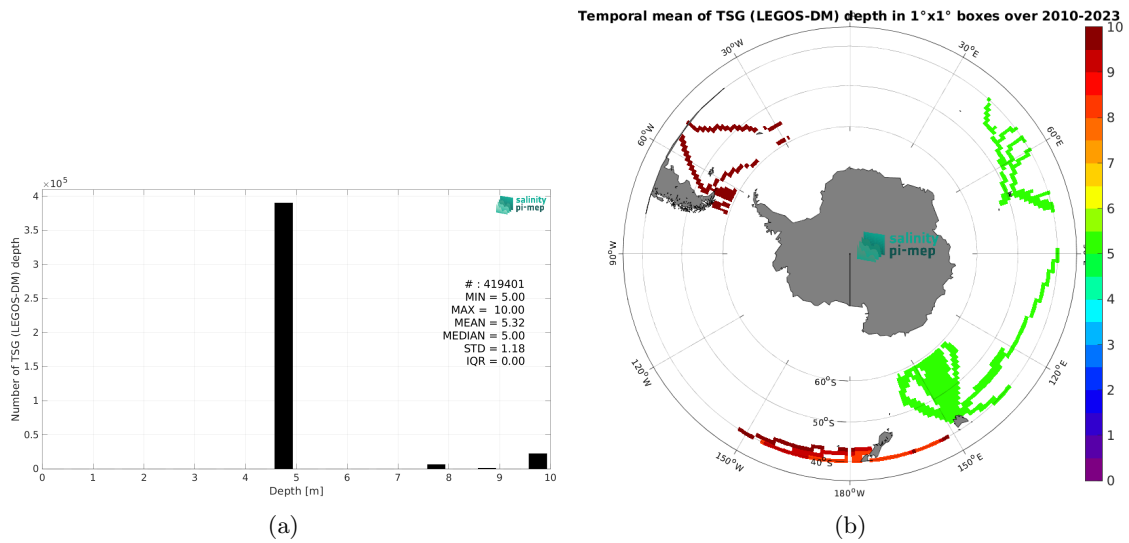 Temporal mean of TSG (LEGOS-DM) depth in 1°x1° boxes over 2010-2023
×10⁵
4
3.5
3
2.5
2
1.5
1
0.5
0
Number of TSG (LEGOS-DM) depth
salinity
pi-mep
# : 419401
MIN = 5.00
MAX = 10.00
MEAN = 5.32
MEDIAN = 5.00
STD = 1.18
IQR = 0.00
0 1 2 3 4 5 6 7 8 9 10
Depth [m]
(a)
30°W
30°E
60°W
60°E
90°W
salinity
pi-mep
120°W
120°E
60°S
50°S
40°S
150°W
150°E
180°W
10
9
8
7
6
5
4
3
2
1
0
(b)